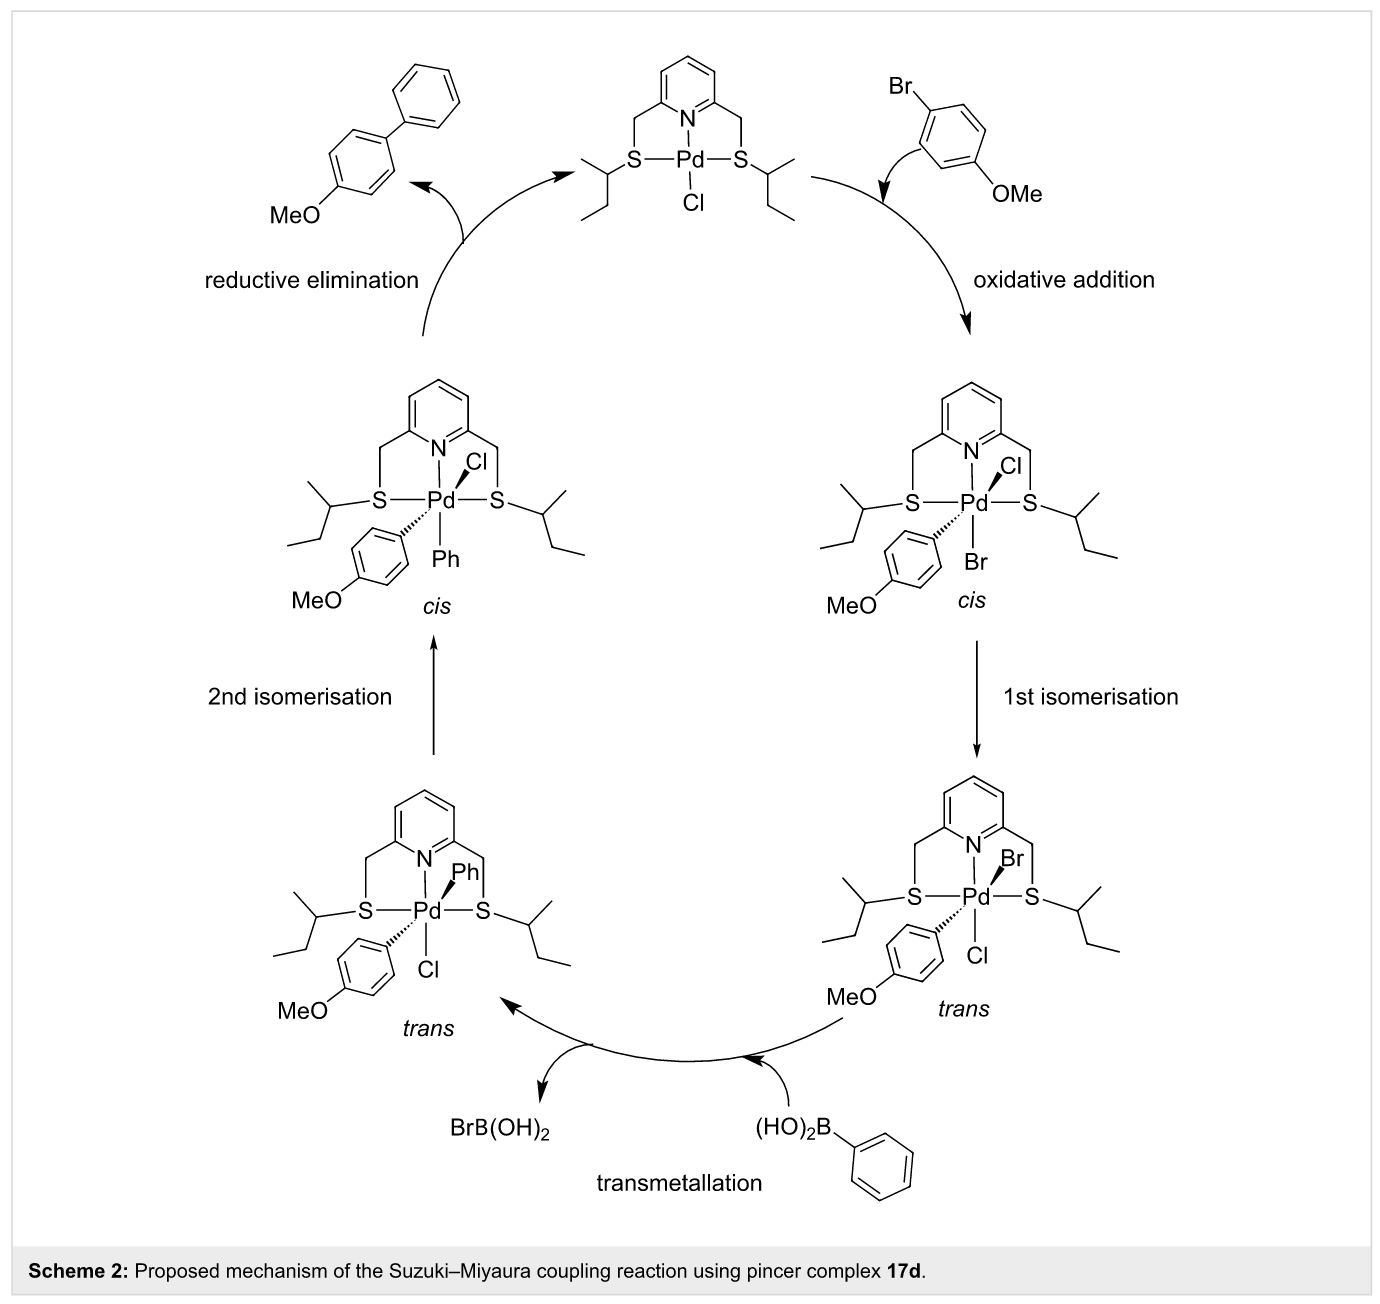 N
S
Pd
S
Cl
Br
OMe
MeO
reductive elimination
oxidative addition
N
Cl
S
Pd
S
Ph
MeO
cis
N
Cl
S
Pd
S
Br
MeO
cis
2nd isomerisation
1st isomerisation
N
Ph
S
Pd
S
Cl
MeO
trans
N
Br
S
Pd
S
Cl
MeO
trans
BrB(OH)2
(HO)2B
transmetallation
Scheme 2: Proposed mechanism of the Suzuki–Miyaura coupling reaction using pincer complex 17d.